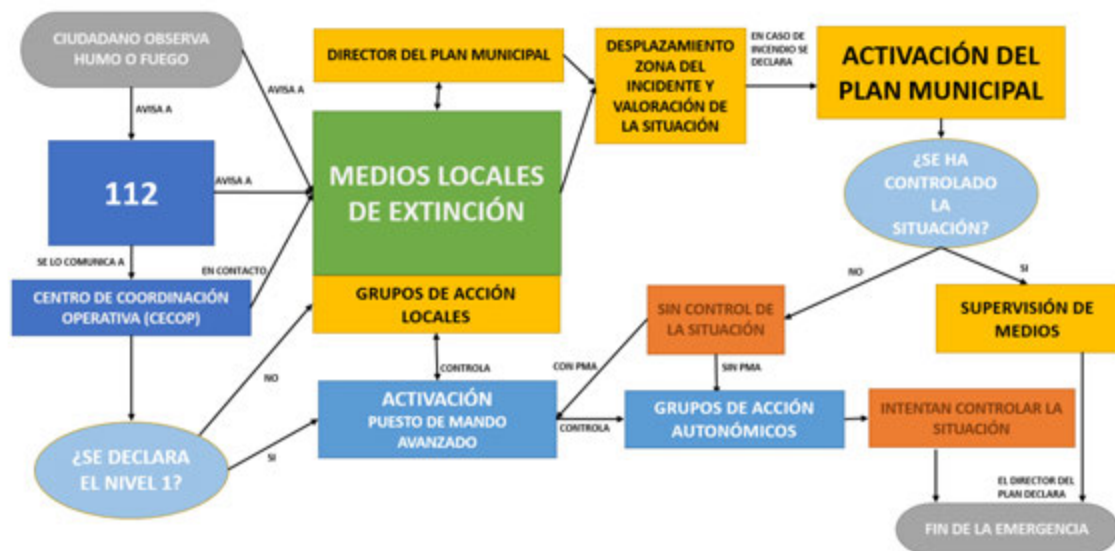 CIUDADANO OBSERVA
HUMO O FUEGO
AVISA A
AVISA A
112
AVISA A
SE LO COMUNICA A
EN CONTACTO
CENTRO DE COORDINACIÓN
OPERATIVA (CECOP)
¿SE DECLARA
EL NIVEL 1?
NO
SI
DIRECTOR DEL PLAN MUNICIPAL
MEDIOS LOCALES
DE EXTINCIÓN
GRUPOS DE ACCIÓN
LOCALES
CONTROLA
ACTIVACIÓN
PUESTO DE MANDO
AVANZADO
DESPLAZAMIENTO
ZONA DEL
INCIDENTE Y
VALORACIÓN DE
LA SITUACIÓN
EN CASO DE
INCENDIO SE
DECLARA
ACTIVACIÓN DEL
PLAN MUNICIPAL
¿SE HA
CONTROLADO
LA
SITUACIÓN?
NO
SI
SIN CONTROL DE
LA SITUACIÓN
CON PMA
SIN PMA
CONTROLA
GRUPOS DE ACCIÓN
AUTONÓMICOS
INTENTAN CONTROLAR LA
SITUACIÓN
SUPERVISIÓN DE
MEDIOS
EL DIRECTOR DEL
PLAN DECLARA
FIN DE LA EMERGENCIA